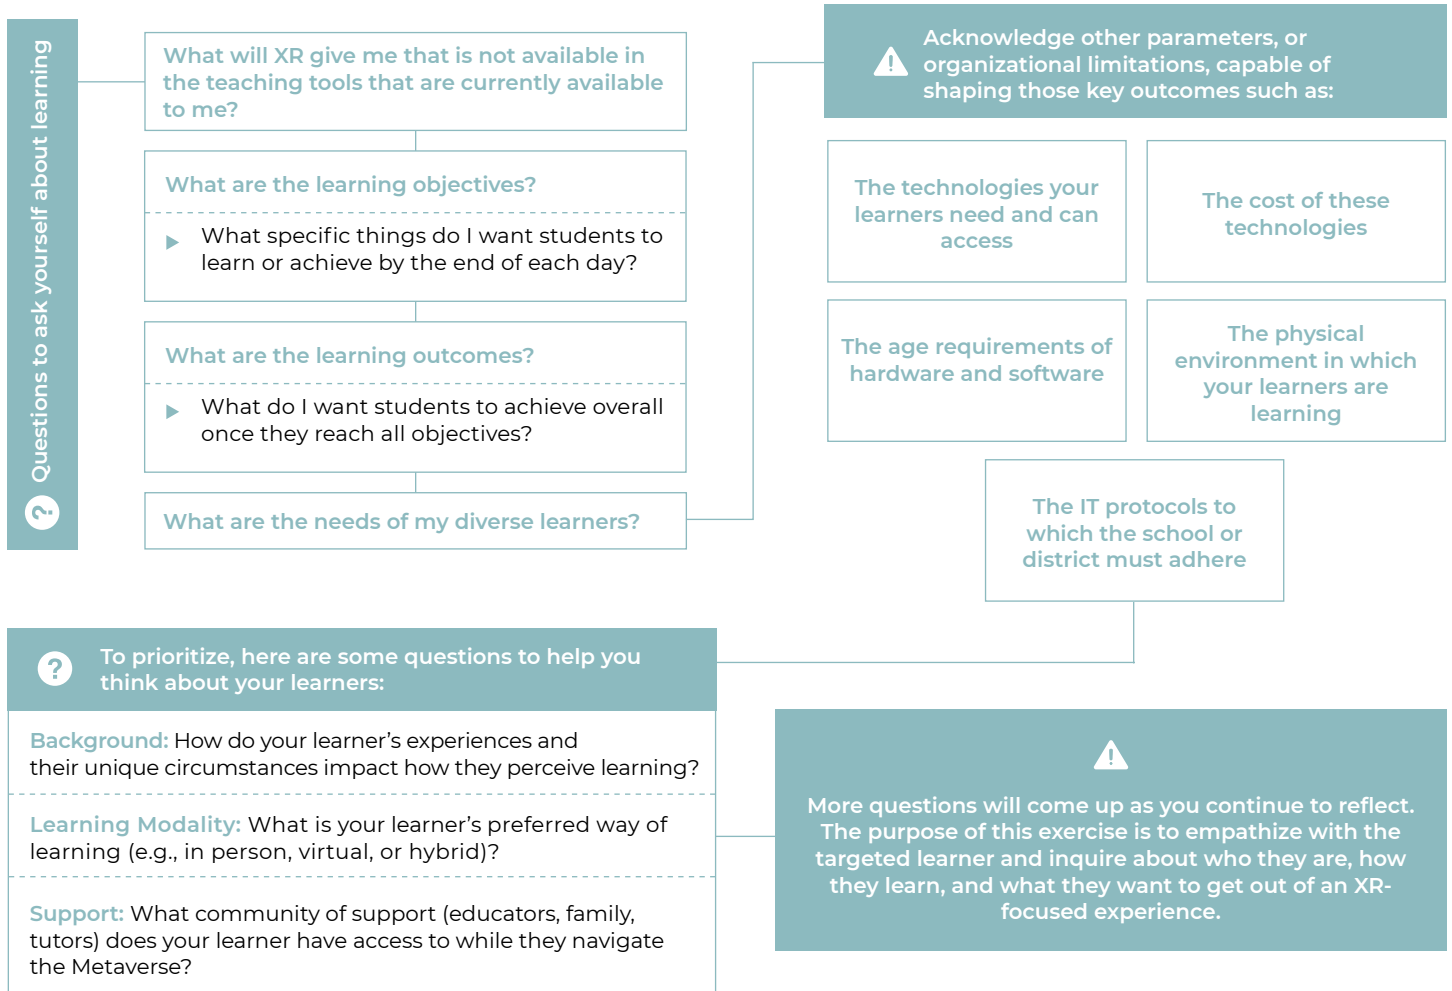 Questions to ask yourself about learning
What will XR give me that is not available in
the teaching tools that are currently available
to me?
What are the learning objectives?
What specific things do I want students to
learn or achieve by the end of each day?
What are the learning outcomes?
What do I want students to achieve overall
once they reach all objectives?
What are the needs of my diverse learners?
Acknowledge other parameters, or
organizational limitations, capable of
shaping those key outcomes such as:
The technologies your
learners need and can
access
The cost of these
technologies
The age requirements of
hardware and software
The physical
environment in which
your learners are
learning
The IT protocols to
which the school or
district must adhere
To prioritize, here are some questions to help you
think about your learners:
Background: How do your learner’s experiences and
their unique circumstances impact how they perceive learning?
Learning Modality: What is your learner’s preferred way of
learning (e.g., in person, virtual, or hybrid)?
Support: What community of support (educators, family,
tutors) does your learner have access to while they navigate
the Metaverse?
More questions will come up as you continue to reflect.
The purpose of this exercise is to empathize with the
targeted learner and inquire about who they are, how
they learn, and what they want to get out of an XR-
focused experience.